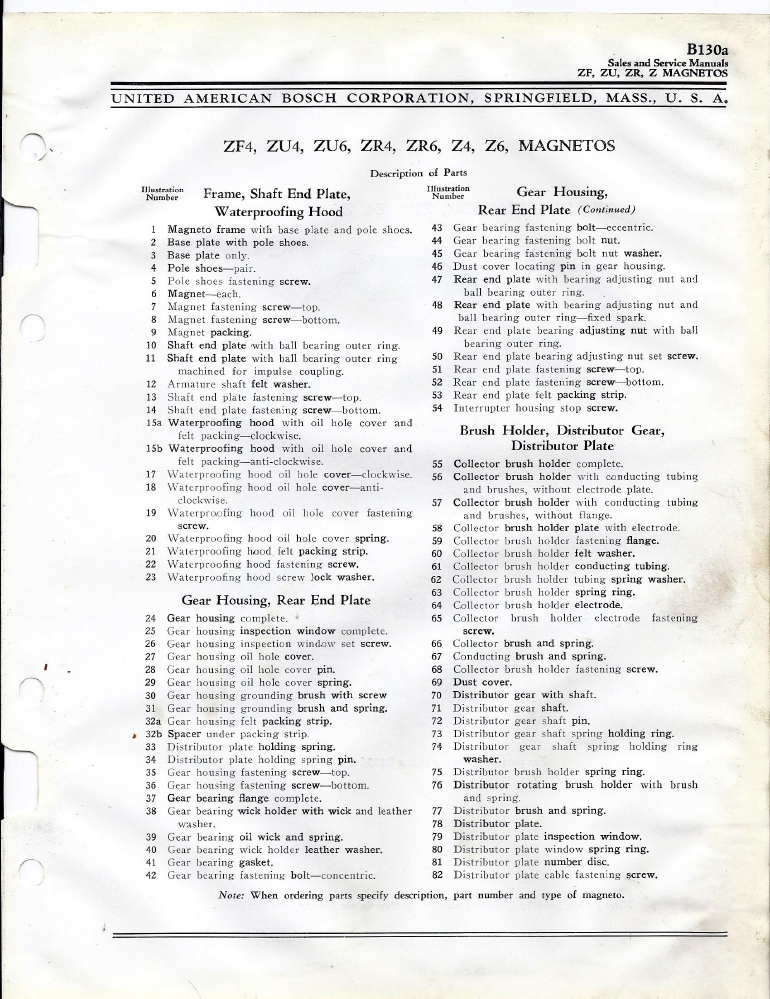 B130a
Sales and Service Manuals
ZF, ZU, ZR, Z MAGNETOS
UNITED AMERICAN BOSCH CORPORATION, SPRINGFIELD, MASS., U. S. A.
ZF4, ZU4, ZU6, ZR4, ZR6, Z4, Z6, MAGNETOS
Description of Parts
Illustration
Number
Frame, Shaft End Plate,
Waterproofing Hood
1 Magneto frame with base plate and pole shoes.
2 Base plate with pole shoes.
3 Base plate only.
4 Pole shoes—pair.
5 Pole shoes fastening screw.
6 Magnet—each.
7 Magnet fastening screw—top.
8 Magnet fastening screw—bottom.
9 Magnet packing.
10 Shaft end plate with ball bearing outer ring.
11 Shaft end plate with ball bearing outer ring
machined for impulse coupling.
12 Armature shaft felt washer.
13 Shaft end plate fastening screw—top.
14 Shaft end plate fastening screw—bottom.
15a Waterproofing hood with oil hole cover and
felt packing—clockwise.
15b Waterproofing hood with oil hole cover and
felt packing—anti-clockwise.
17 Waterproofing hood oil hole cover—clockwise.
18 Waterproofing hood oil hole cover—anti-
clockwise.
19 Waterproofing hood oil hole cover fastening
screw.
20 Waterproofing hood oil hole cover spring.
21 Waterproofing hood felt packing strip.
22 Waterproofing hood fastening screw.
23 Waterproofing hood screw lock washer.
Gear Housing, Rear End Plate
24 Gear housing complete.
25 Gear housing inspection window complete.
26 Gear housing inspection window set screw.
27 Gear housing oil hole cover.
28 Gear housing oil hole cover pin.
29 Gear housing oil hole cover spring.
30 Gear housing grounding brush with screw
31 Gear housing grounding brush and spring.
32a Gear housing felt packing strip.
32b Spacer under packing strip.
33 Distributor plate holding spring.
34 Distributor plate holding spring pin.
35 Gear housing fastening screw—top.
36 Gear housing fastening screw—bottom.
37 Gear bearing flange complete.
38 Gear bearing wick holder with wick and leather
washer.
39 Gear bearing oil wick and spring.
40 Gear bearing wick holder leather washer.
41 Gear bearing gasket.
42 Gear bearing fastening bolt—concentric.
Illustration
Number
Gear Housing,
Rear End Plate (Continued)
43 Gear bearing fastening bolt—eccentric.
44 Gear bearing fastening bolt nut.
45 Gear bearing fastening bolt nut washer.
46 Dust cover locating pin in gear housing.
47 Rear end plate with bearing adjusting nut and
ball bearing outer ring.
48 Rear end plate with bearing adjusting nut and
ball bearing outer ring—fixed spark.
49 Rear end plate bearing adjusting nut with ball
bearing outer ring.
50 Rear end plate bearing adjusting nut set screw.
51 Rear end plate fastening screw—top.
52 Rear end plate fastening screw—bottom.
53 Rear end plate felt packing strip.
54 Interrupter housing stop screw.
Brush Holder, Distributor Gear,
Distributor Plate
55 Collector brush holder complete.
56 Collector brush holder with conducting tubing
and brushes, without electrode plate.
57 Collector brush holder with conducting tubing
and brushes, without flange.
58 Collector brush holder plate with electrode.
59 Collector brush holder fastening flange.
60 Collector brush holder felt washer.
61 Collector brush holder conducting tubing.
62 Collector brush holder tubing spring washer.
63 Collector brush holder spring ring.
64 Collector brush holder electrode.
65 Collector brush holder electrode fastening
screw.
66 Collector brush and spring.
67 Conducting brush and spring.
68 Collector brush holder fastening screw.
69 Dust cover.
70 Distributor gear with shaft.
71 Distributor gear shaft.
72 Distributor gear shaft pin.
73 Distributor gear shaft spring holding ring.
74 Distributor gear shaft spring holding ring
washer.
75 Distributor brush holder spring ring.
76 Distributor rotating brush holder with brush
and spring.
77 Distributor brush and spring.
78 Distributor plate.
79 Distributor plate inspection window.
80 Distributor plate window spring ring.
81 Distributor plate number disc.
82 Distributor plate cable fastening screw.
Note: When ordering parts specify description, part number and type of magneto.